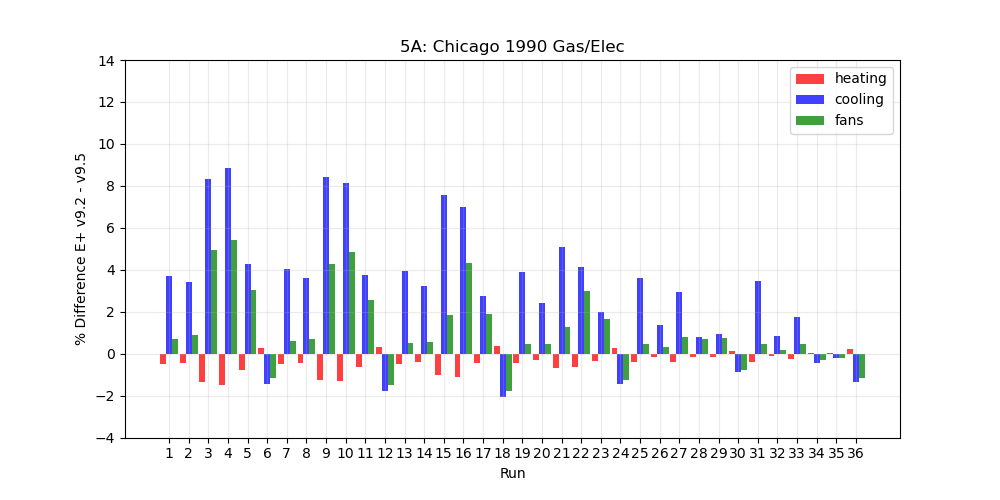 5A: Chicago 1990 Gas/Elec
14
12
10
8
6
4
2
0
−2
−4
% Difference E+ v9.2 - v9.5
heating
cooling
fans
1 2 3 4 5 6 7 8 9 10 11 12 13 14 15 16 17 18 19 20 21 22 23 24 25 26 27 28 29 30 31 32 33 34 35 36
Run